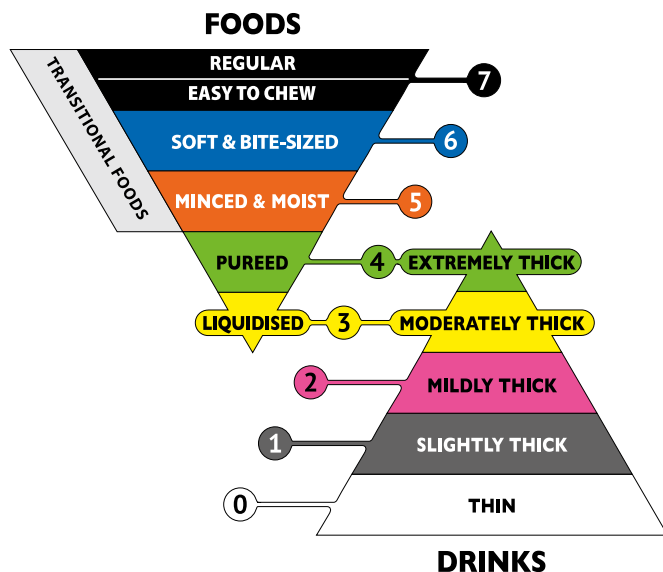 FOODS
TRANSITIONAL FOODS
REGULAR
EASY TO CHEW
7
SOFT & BITE-SIZED
6
MINCED & MOIST
5
PUREED
4
EXTREMELY THICK
LIQUIDISED
3
MODERATELY THICK
2
MILDLY THICK
1
SLIGHTLY THICK
0
THIN
DRINKS